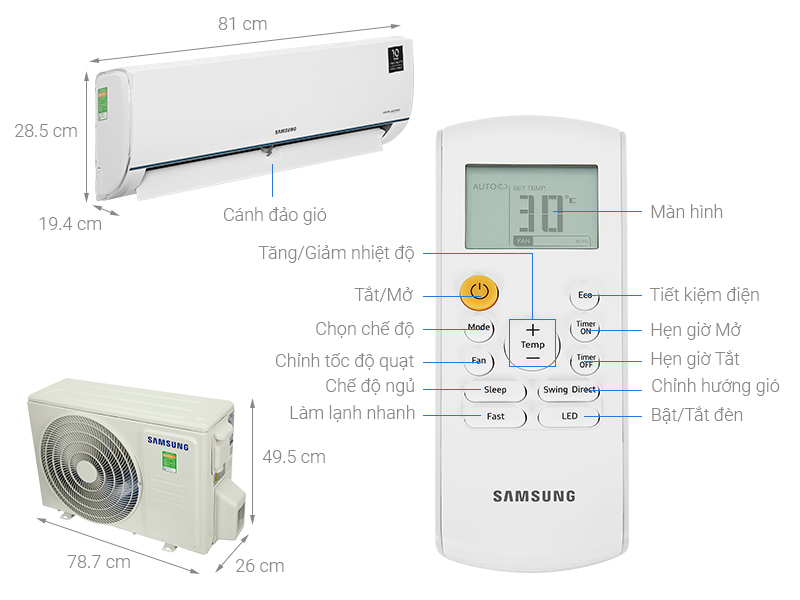 81 cm
28.5 cm
SAMSUNG
19.4 cm
Cánh đảo gió
AUTO
SET TEMP.
30°C
FAN
AUTO
Màn hình
Tăng/Giảm nhiệt độ
Tắt/Mở
Eco
Tiết kiệm điện
Chọn chế độ
Mode
+
Temp
−
Timer
ON
Hẹn giờ Mở
Chỉnh tốc độ quạt
Fan
Timer
OFF
Hẹn giờ Tắt
Chế độ ngủ
Sleep
Swing Direct
Chỉnh hướng gió
Làm lạnh nhanh
Fast
LED
Bật/Tắt đèn
SAMSUNG
SAMSUNG
49.5 cm
78.7 cm
26 cm